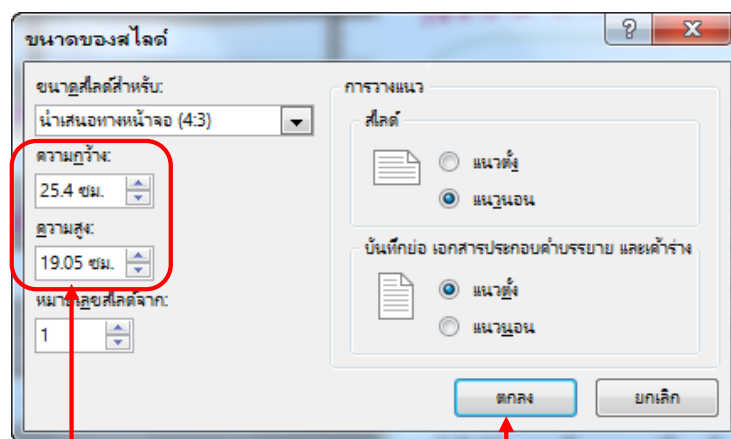 ขนาดของสไลด์
ขนาดสไลด์สำหรับ:
นำเสนอทางหน้าจอ (4:3)
ความกว้าง:
25.4 ซม.
ความสูง:
19.05 ซม.
หมายเลขสไลด์จาก:
1
การวางแนว
สไลด์
แนวตั้ง
แนวนอน
บันทึกย่อ เอกสารประกอบคำบรรยาย และเค้าร่าง
แนวตั้ง
แนวนอน
ตกลง
ยกเลิก